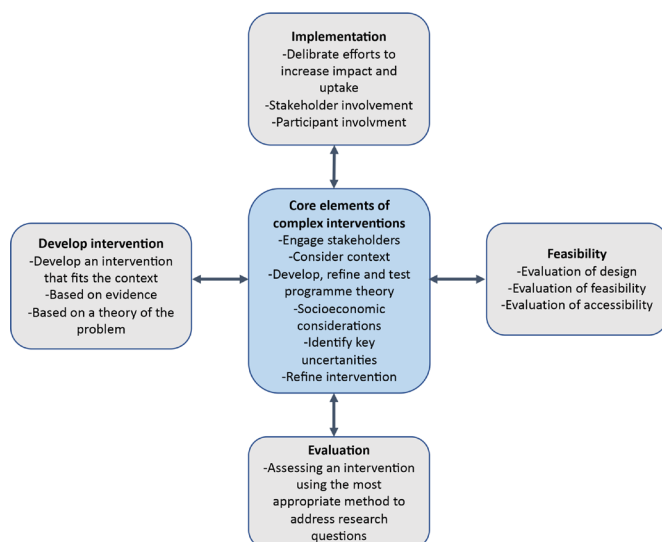 Implementation
-Delibrate efforts to
increase impact and
uptake
-Stakeholder involvement
-Participant involvment
Develop intervention
-Develop an intervention
that fits the context
-Based on evidence
-Based on a theory of the
problem
Core elements of
complex interventions
-Engage stakeholders
-Consider context
-Develop, refine and test
programme theory
-Socioeconomic
considerations
-Identify key
uncertanities
-Refine intervention
Feasibility
-Evaluation of design
-Evaluation of feasibility
-Evaluation of accessibility
Evaluation
-Assessing an intervention
using the most
appropriate method to
address research
questions